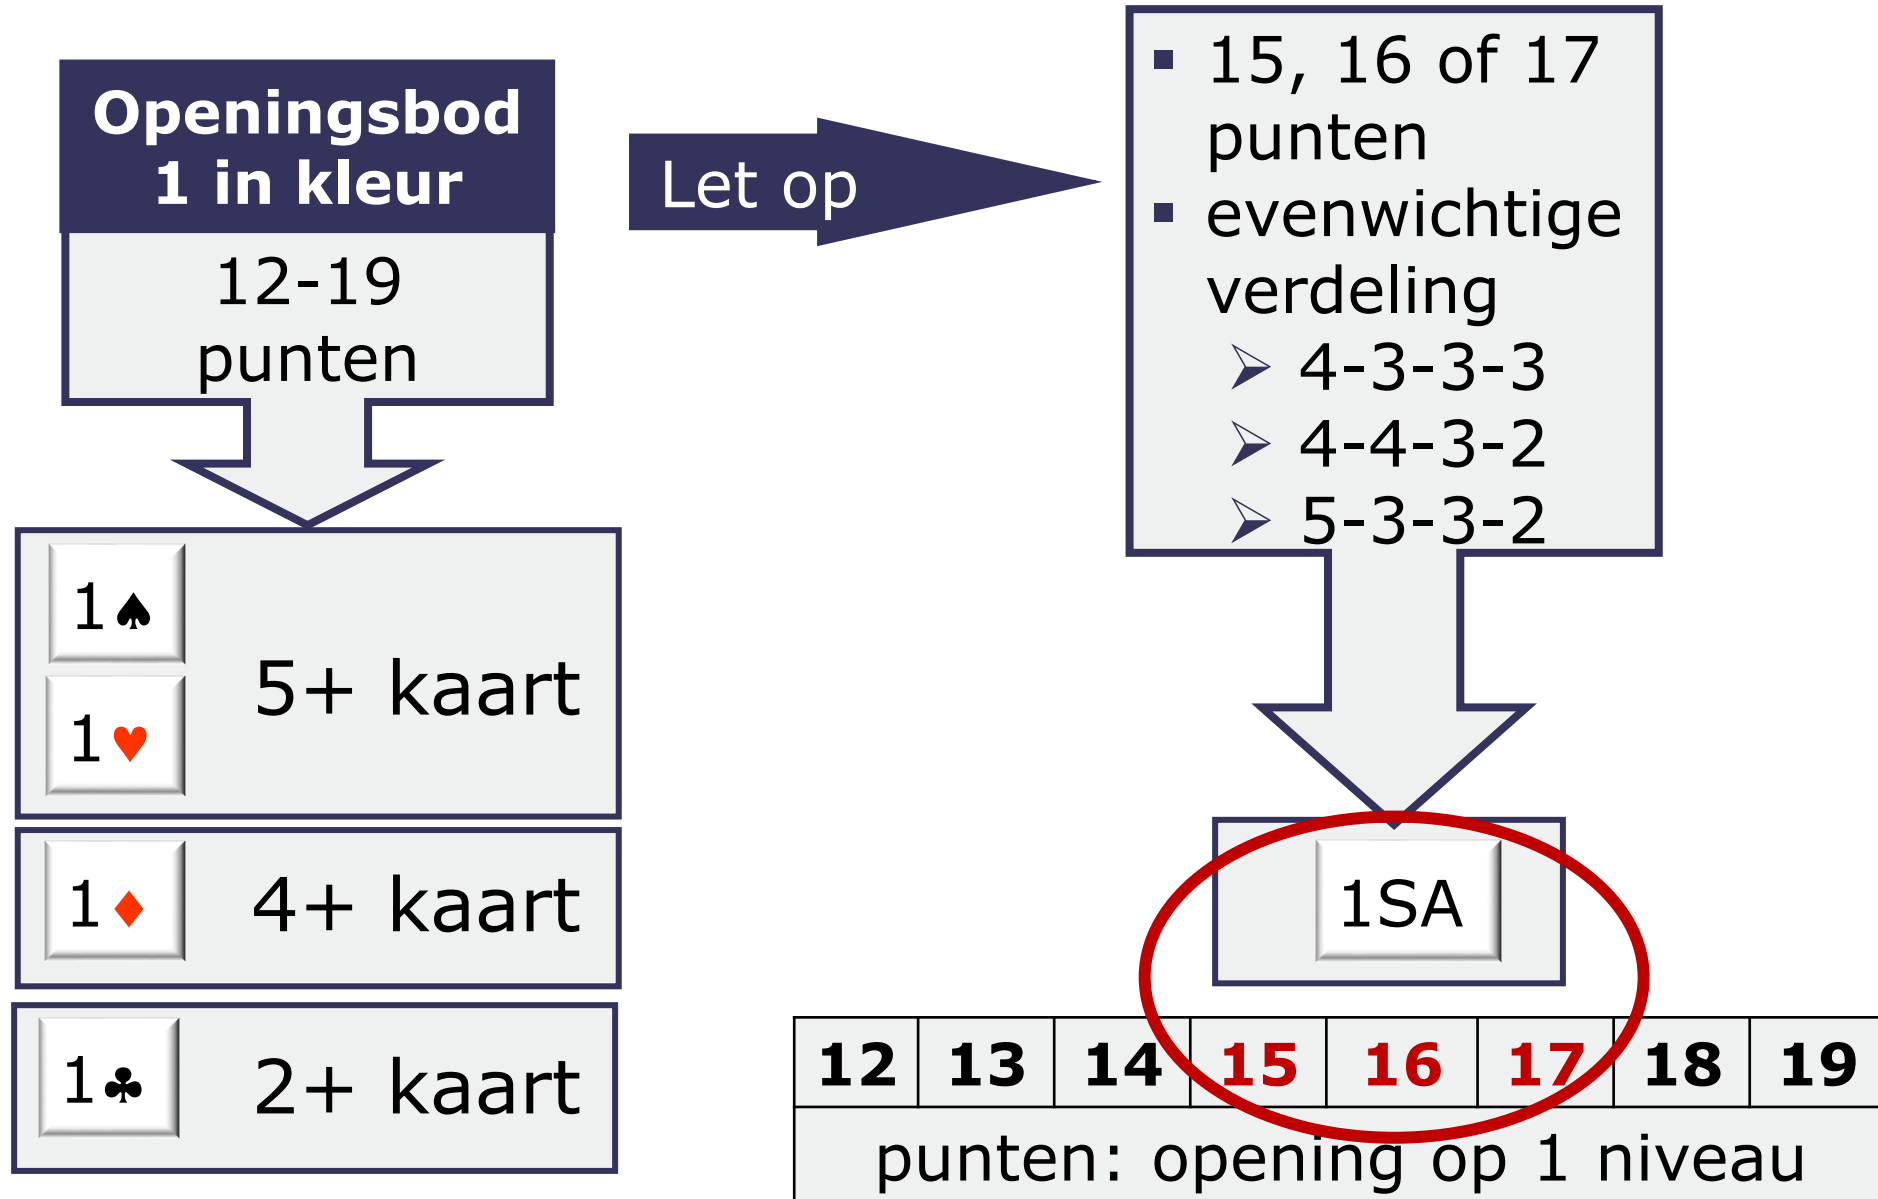 Openingsbod
1 in kleur
12-19
punten
1♠
1♥
5+ kaart
1♦ 4+ kaart
1♣ 2+ kaart
Let op
▪ 15, 16 of 17
punten
▪ evenwichtige
verdeling
➢ 4-3-3-3
➢ 4-4-3-2
➢ 5-3-3-2
1SA
12 13 14 15 16 17 18 19
punten: opening op 1 niveau